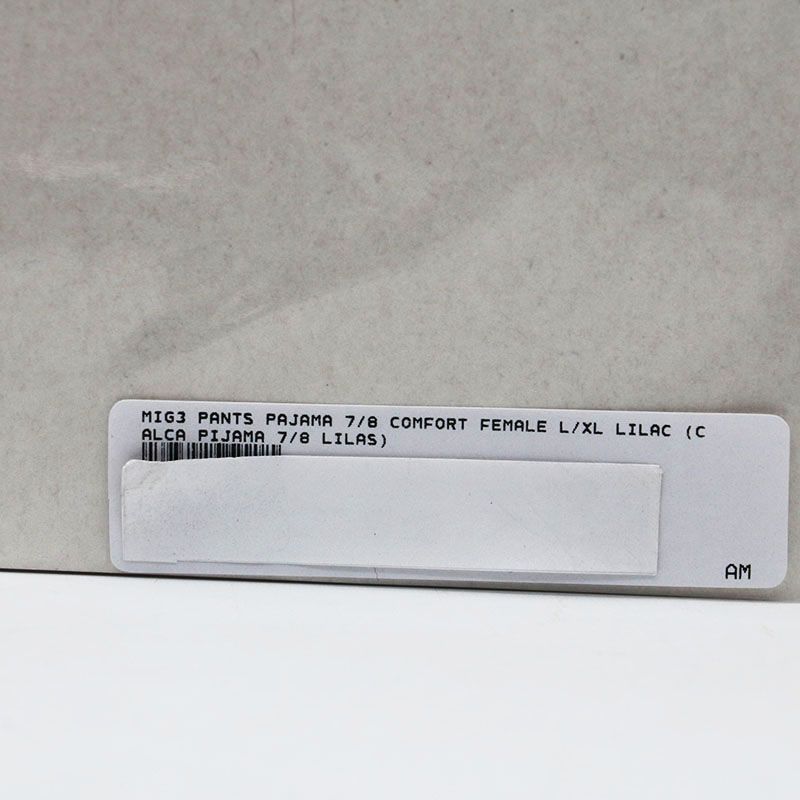 MIG3 PANTS PAJAMA 7/8 COMFORT FEMALE L/XL LILAC (C
ALCA PIJAMA 7/8 LILAS)
AM